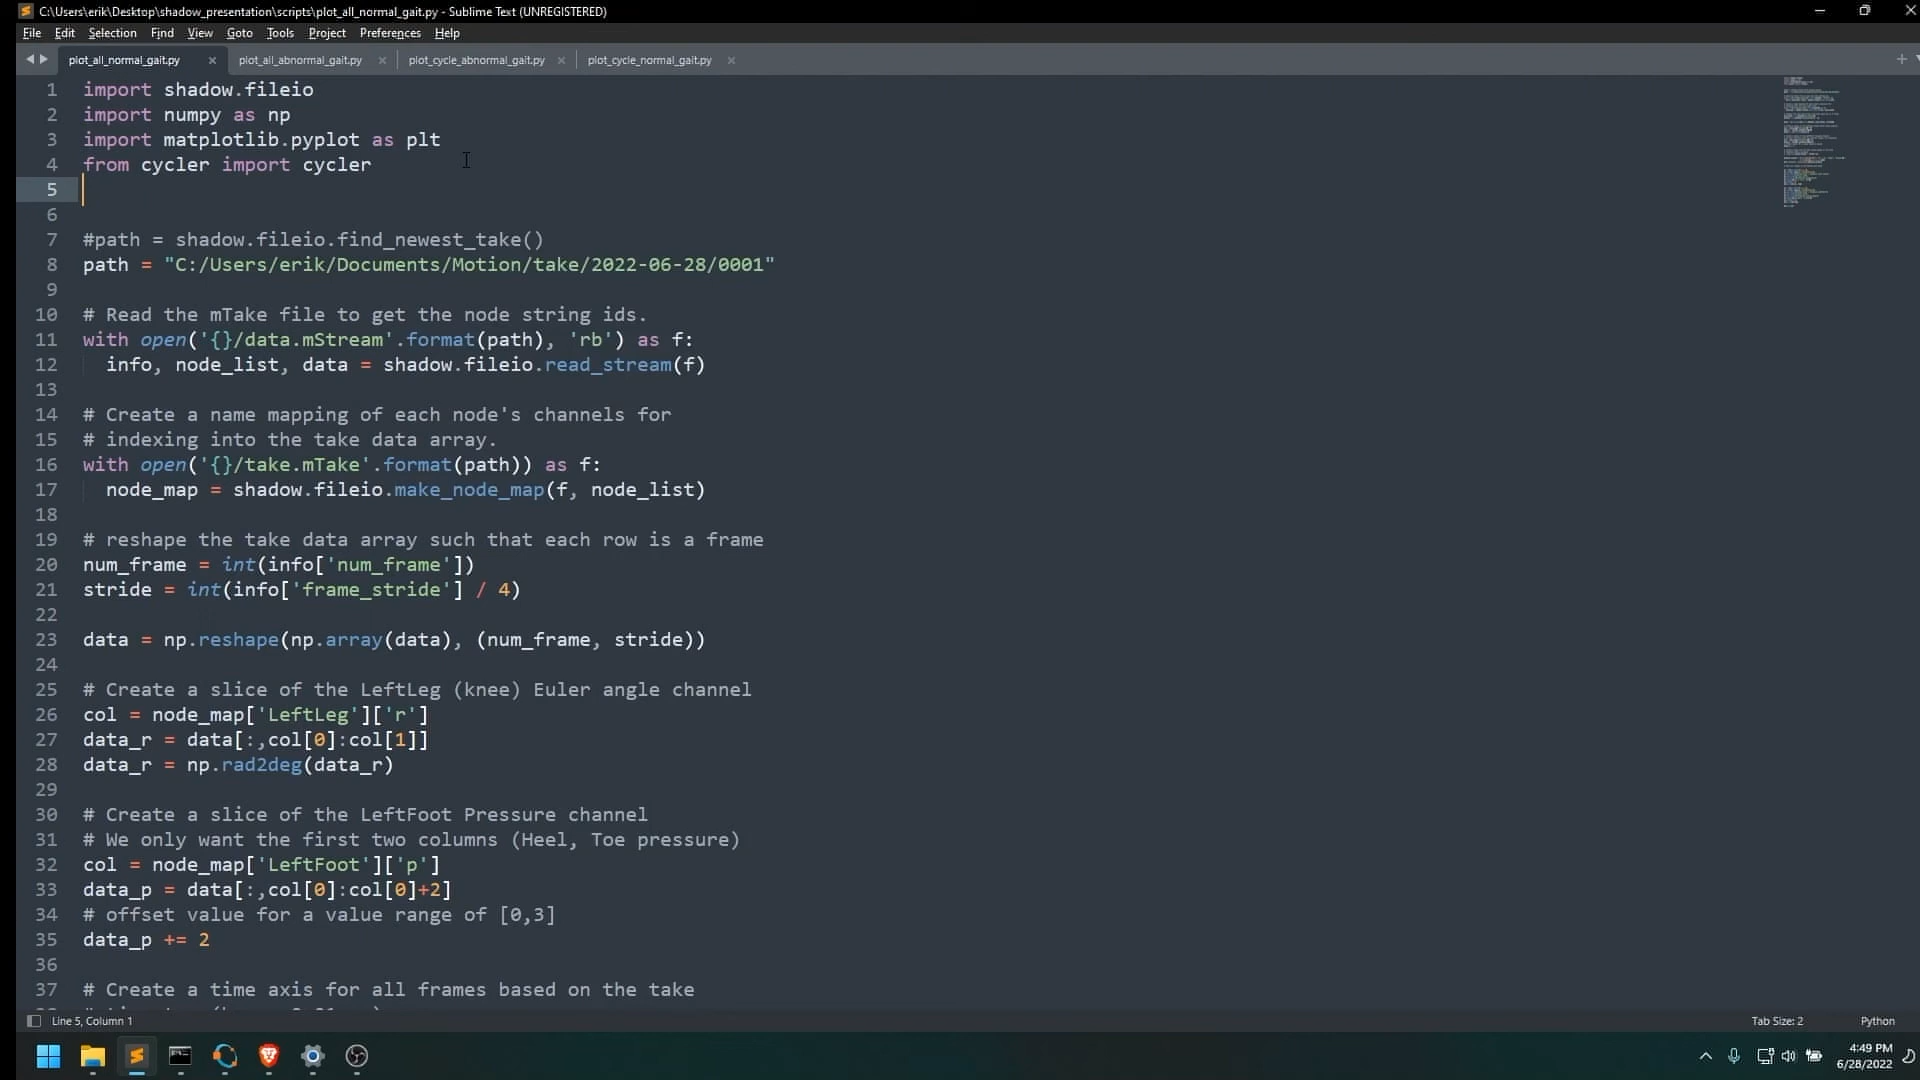 C:\Users\erik\Desktop\shadow_presentation\scripts\plot_all_normal_gait.py - Sublime Text (UNREGISTERED)
File Edit Selection Find View Goto Tools Project Preferences Help
plot_all_normal_gait.py plot_all_abnormal_gait.py plot_cycle_abnormal_gait.py plot_cycle_normal_gait.py
1 import shadow.fileio
2 import numpy as np
3 import matplotlib.pyplot as plt
4 from cycler import cycler
5
6
7 #path = shadow.fileio.find_newest_take()
8 path = "C:/Users/erik/Documents/Motion/take/2022-06-28/0001"
9
10 # Read the mTake file to get the node string ids.
11 with open('{}/data.mStream'.format(path), 'rb') as f:
12   info, node_list, data = shadow.fileio.read_stream(f)
13
14 # Create a name mapping of each node's channels for
15 # indexing into the take data array.
16 with open('{}/take.mTake'.format(path)) as f:
17   node_map = shadow.fileio.make_node_map(f, node_list)
18
19 # reshape the take data array such that each row is a frame
20 num_frame = int(info['num_frame'])
21 stride = int(info['frame_stride'] / 4)
22
23 data = np.reshape(np.array(data), (num_frame, stride))
24
25 # Create a slice of the LeftLeg (knee) Euler angle channel
26 col = node_map['LeftLeg']['r']
27 data_r = data[:,col[0]:col[1]]
28 data_r = np.rad2deg(data_r)
29
30 # Create a slice of the LeftFoot Pressure channel
31 # We only want the first two columns (Heel, Toe pressure)
32 col = node_map['LeftFoot']['p']
33 data_p = data[:,col[0]:col[0]+2]
34 # offset value for a value range of [0,3]
35 data_p += 2
36
37 # Create a time axis for all frames based on the take
Line 5, Column 1
Tab Size: 2
Python
4:49 PM
6/28/2022